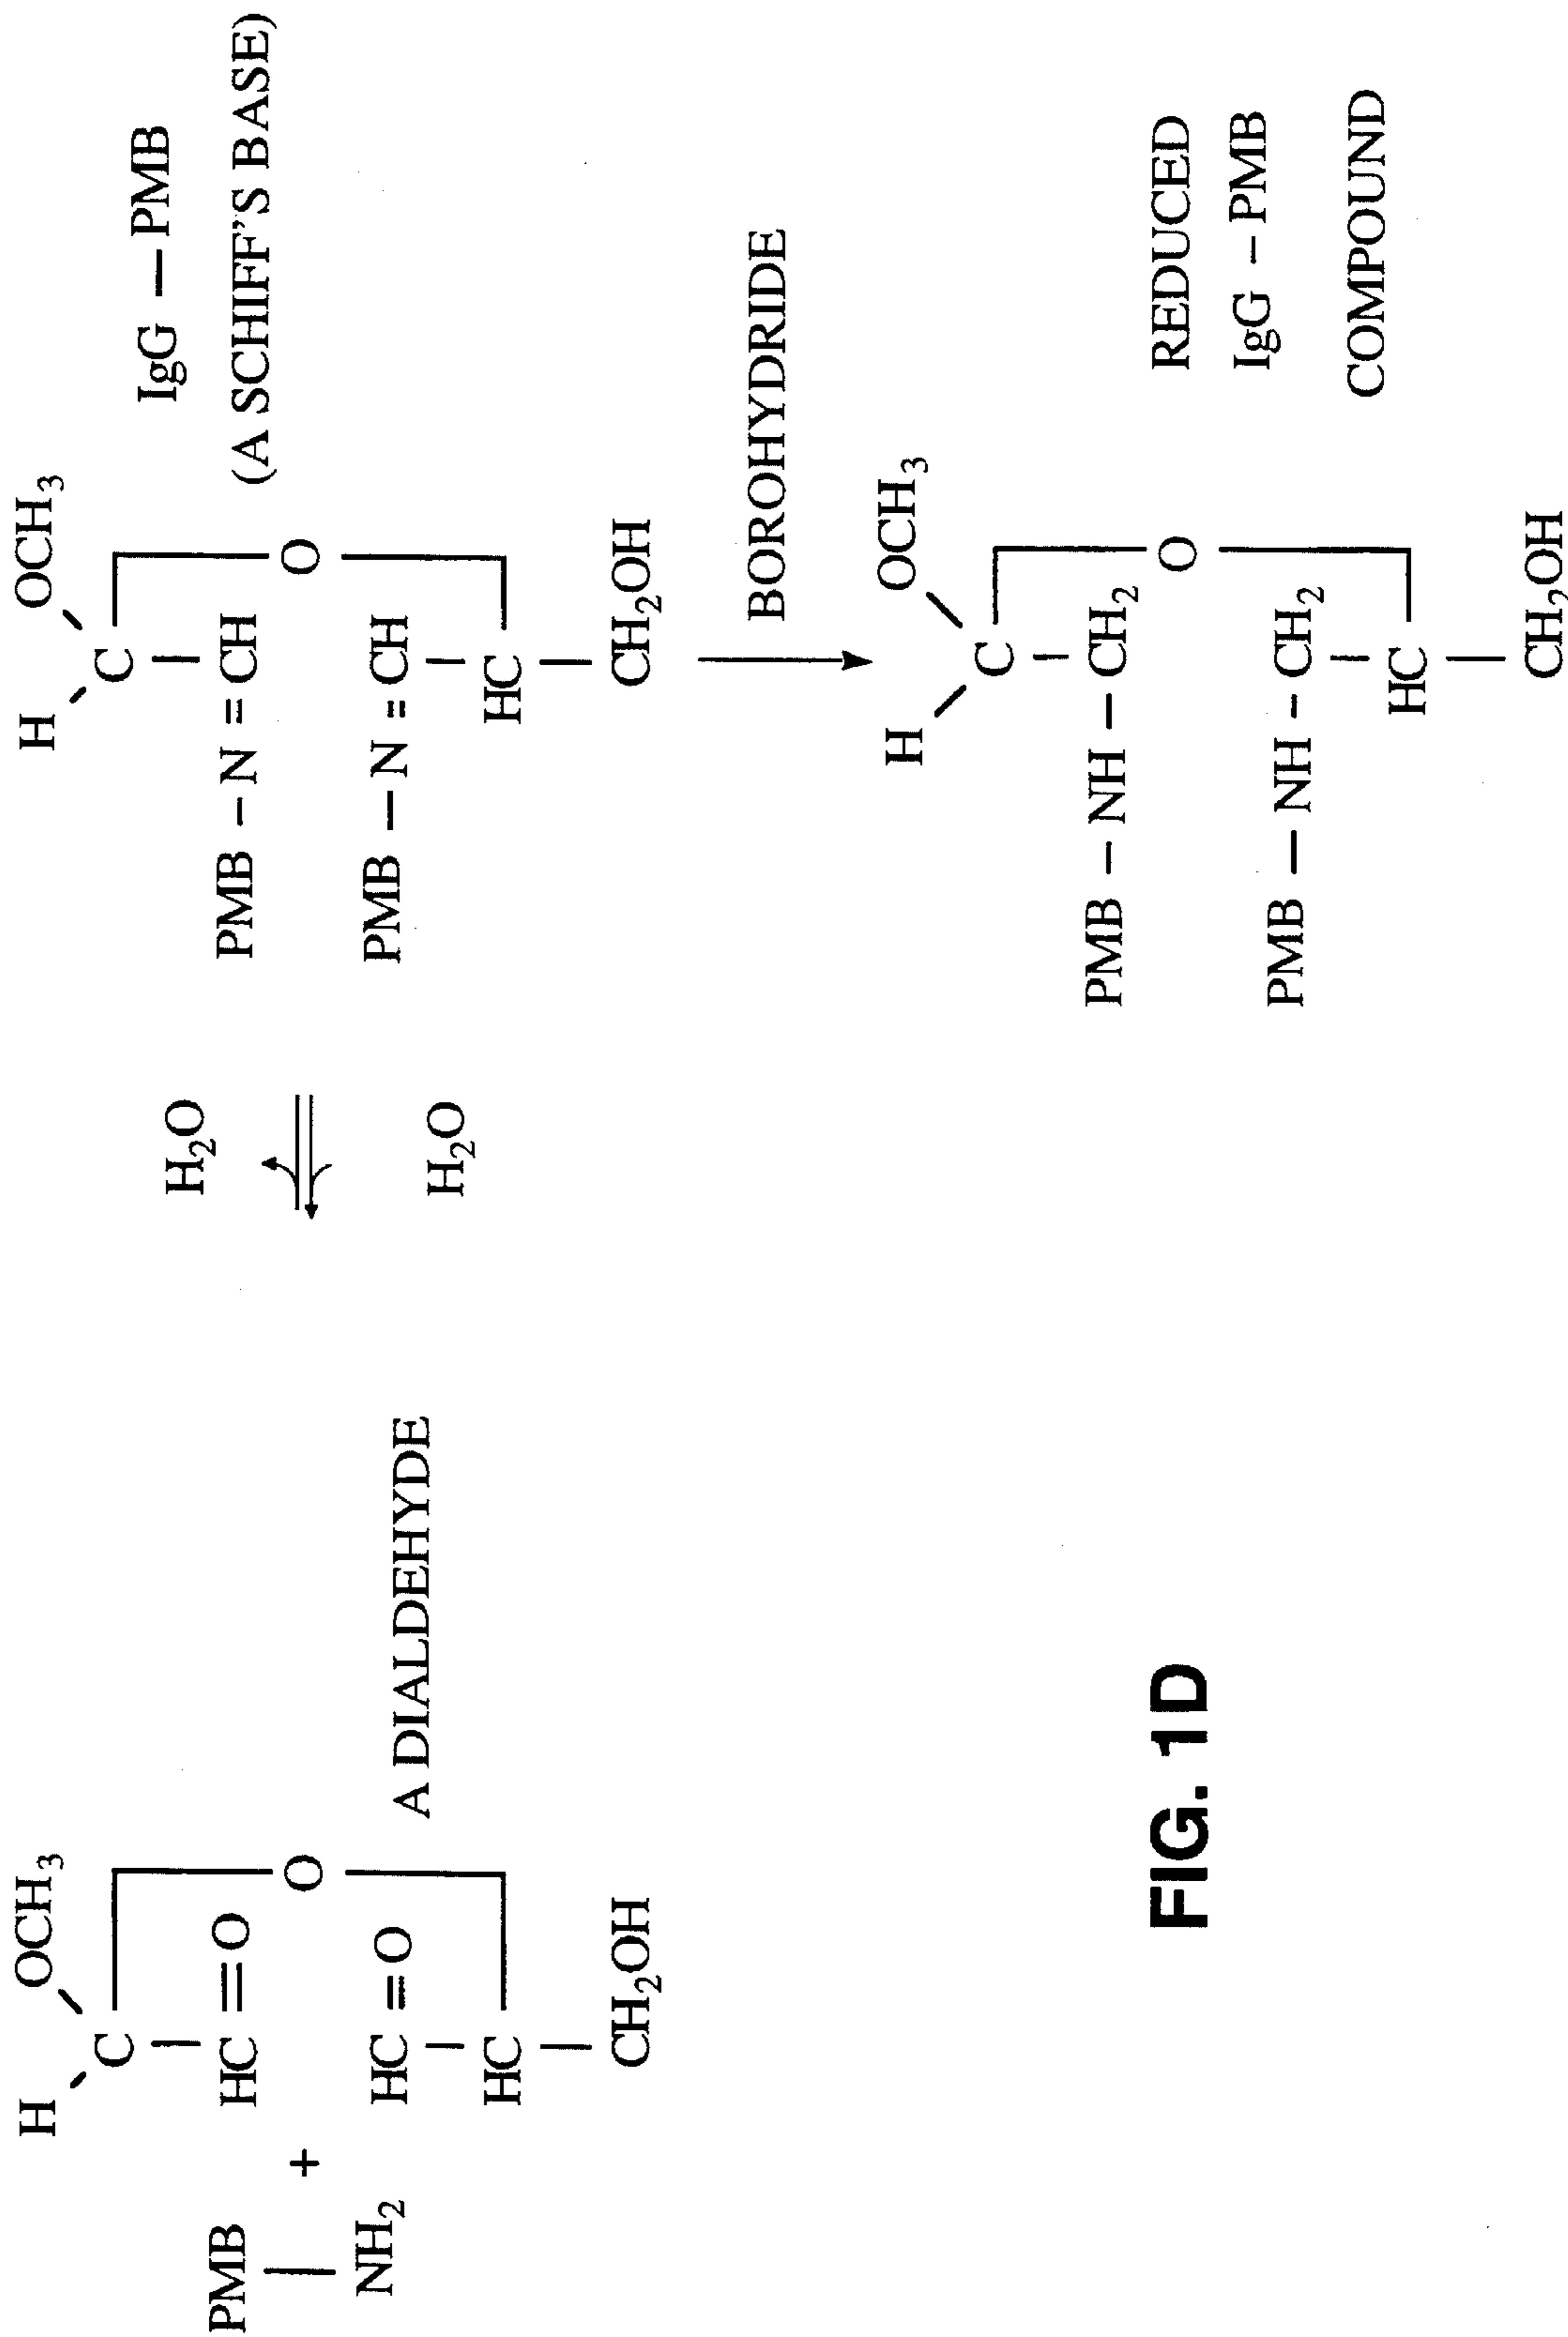 PMB
NH2
+
H
OCH3
C
HC=O
O
HC=O
HC
CH2OH
A DIALDEHYDE
H2O
H2O
H
OCH3
C
PMB–N=CH
O
PMB–N=CH
HC
CH2OH
IgG–PMB
(A SCHIFF'S BASE)
BOROHYDRIDE
H
OCH3
C
PMB–NH–CH2
O
PMB–NH–CH2
HC
CH2OH
REDUCED
IgG–PMB
COMPOUND
FIG. 1D